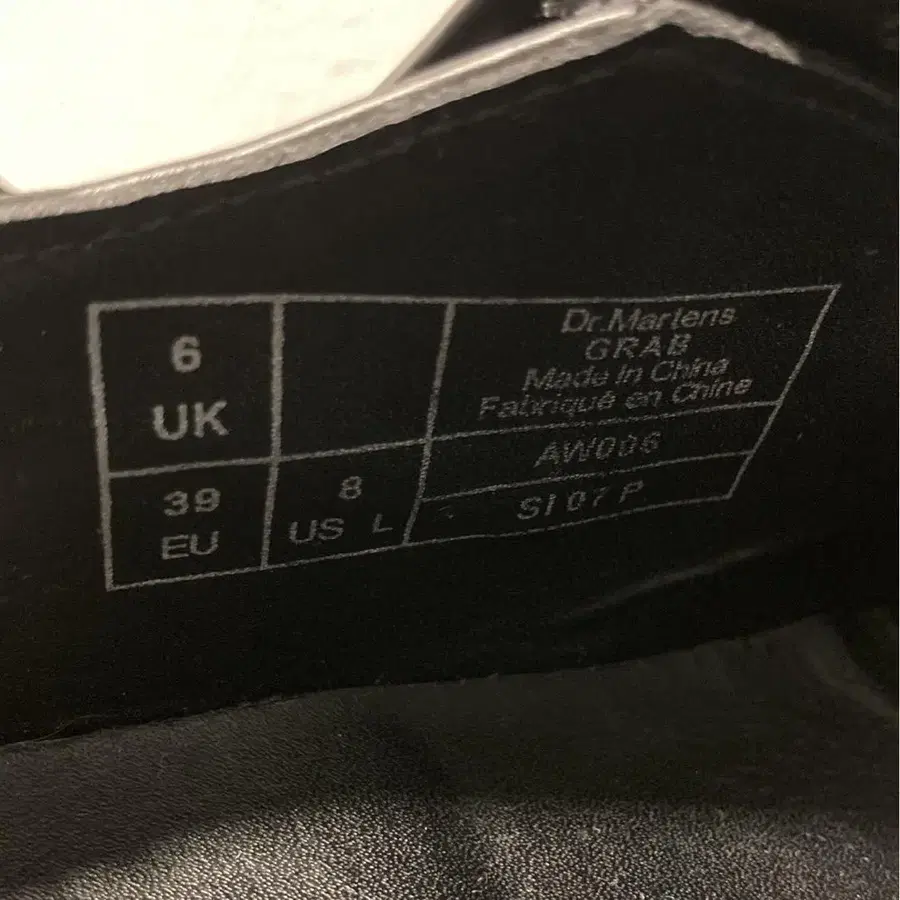 6
UK
39
EU
8
US L
Dr.Martens
GRAB
Made in China
Fabriqué en Chine
AW006
SI 07 P